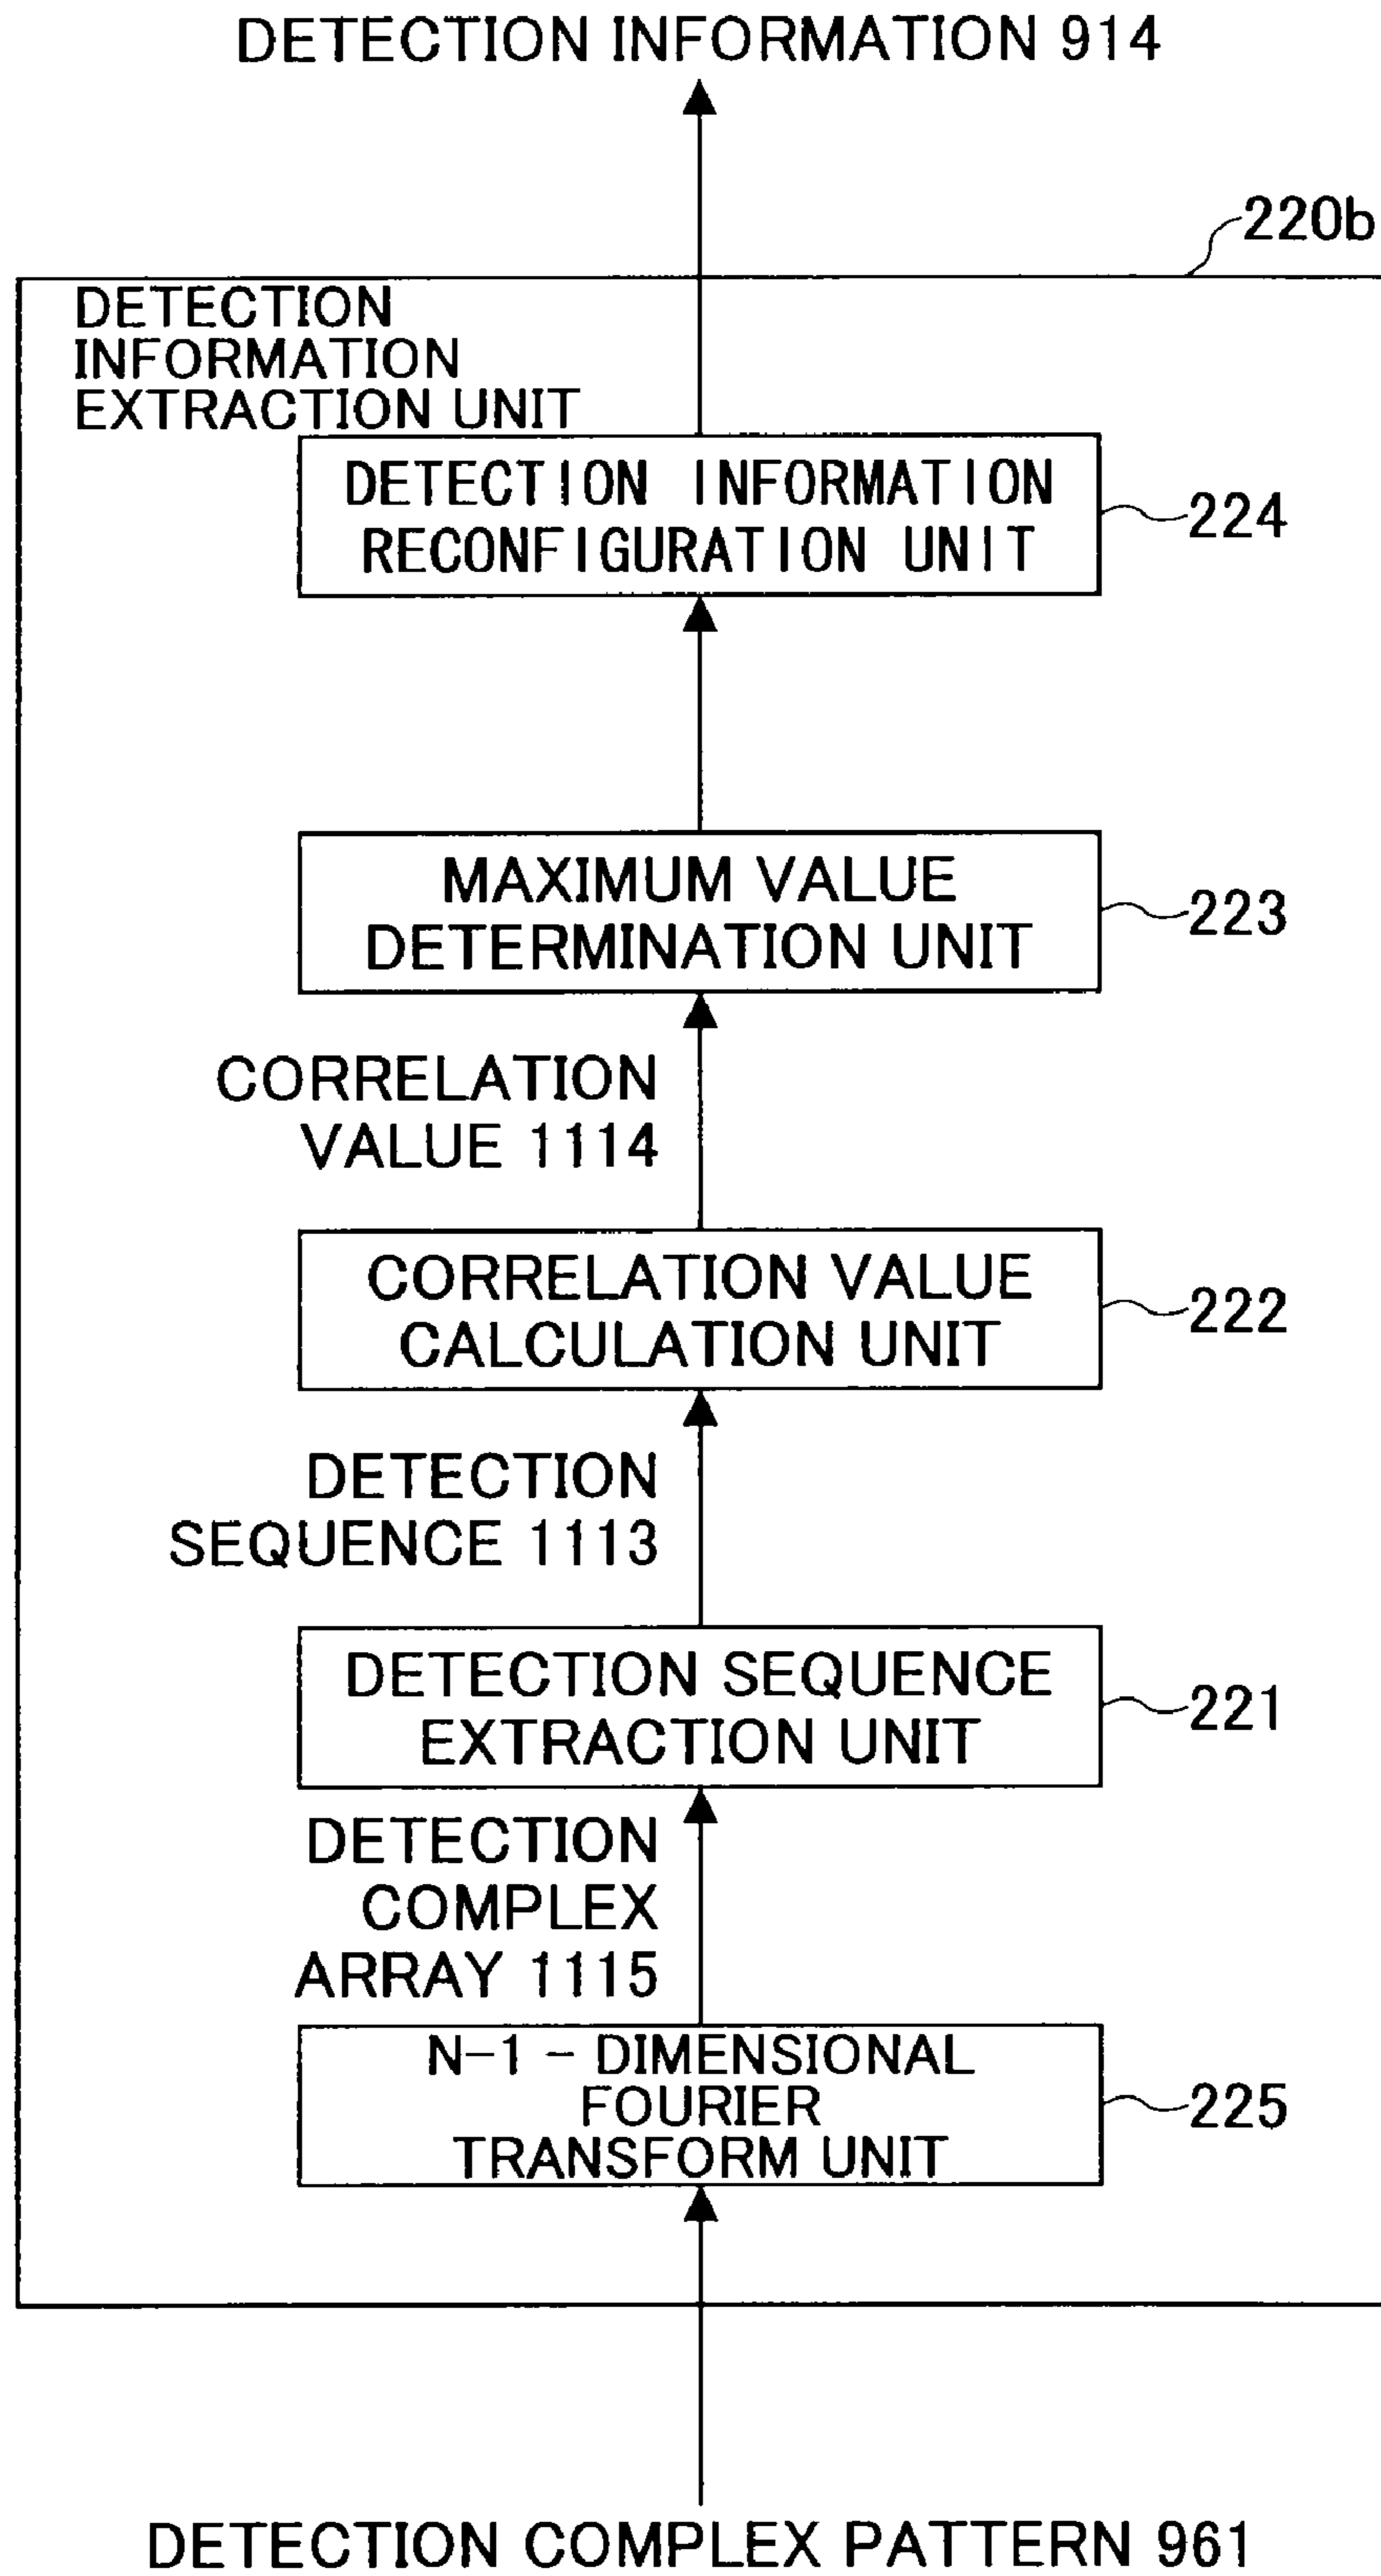 DETECTION INFORMATION 914
220b
DETECTION
INFORMATION
EXTRACTION UNIT
DETECTION INFORMATION
RECONFIGURATION UNIT
224
MAXIMUM VALUE
DETERMINATION UNIT
223
CORRELATION
VALUE 1114
CORRELATION VALUE
CALCULATION UNIT
222
DETECTION
SEQUENCE 1113
DETECTION SEQUENCE
EXTRACTION UNIT
221
DETECTION
COMPLEX
ARRAY 1115
N-1 - DIMENSIONAL
FOURIER
TRANSFORM UNIT
225
DETECTION COMPLEX PATTERN 961